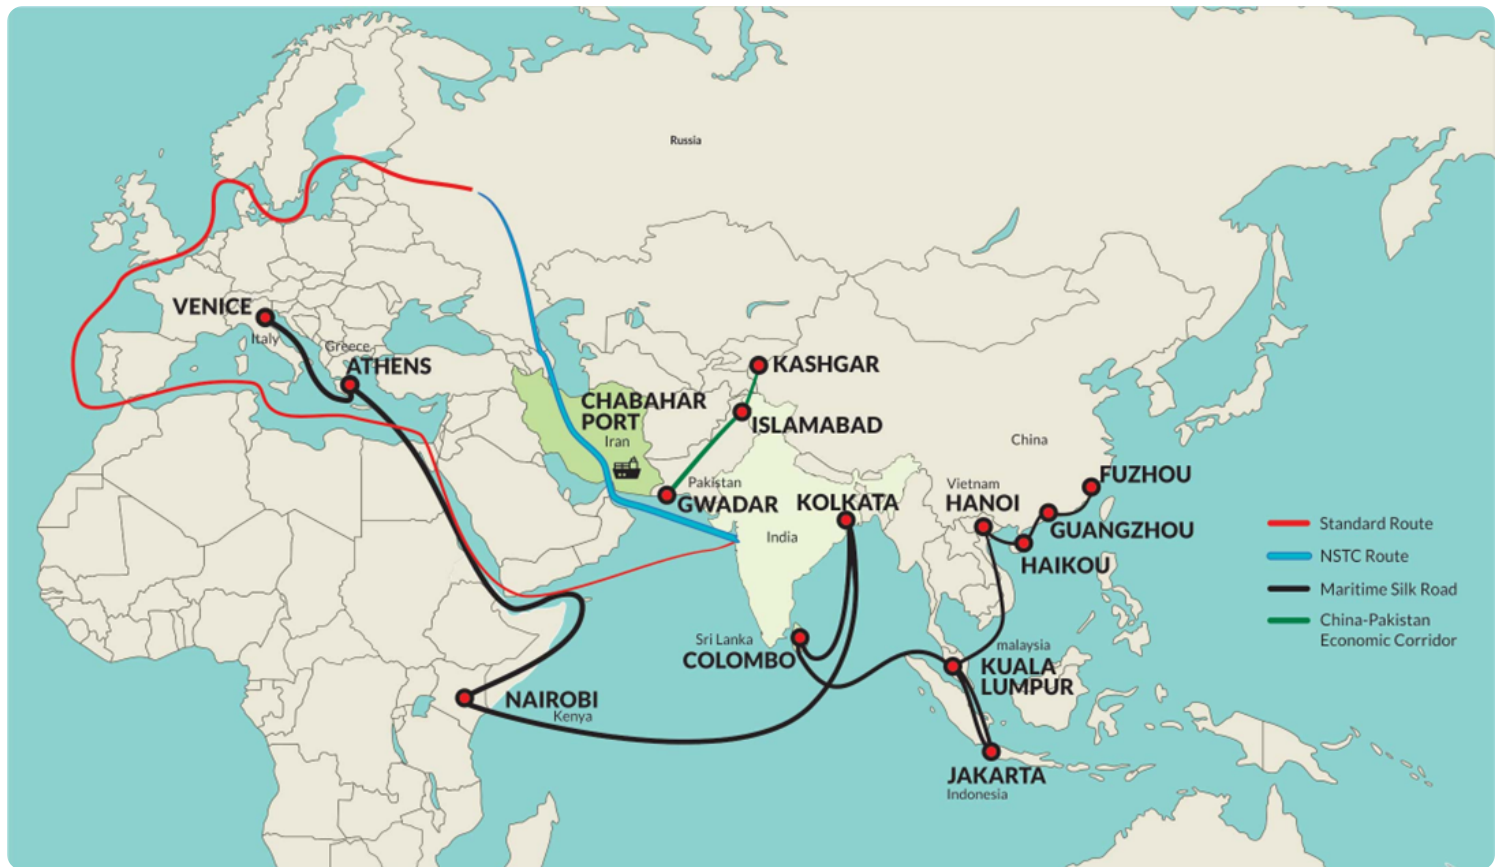 Russia
VENICE
Italy
Greece
ATHENS
KASHGAR
CHABAHAR
PORT
Iran
ISLAMABAD
China
Pakistan
GWADAR
KOLKATA
India
Vietnam
HANOI
FUZHOU
GUANGZHOU
HAIKOU
Standard Route
NSTC Route
Maritime Silk Road
China-Pakistan
Economic Corridor
Sri Lanka
COLOMBO
malaysia
KUALA
LUMPUR
NAIROBI
Kenya
JAKARTA
Indonesia